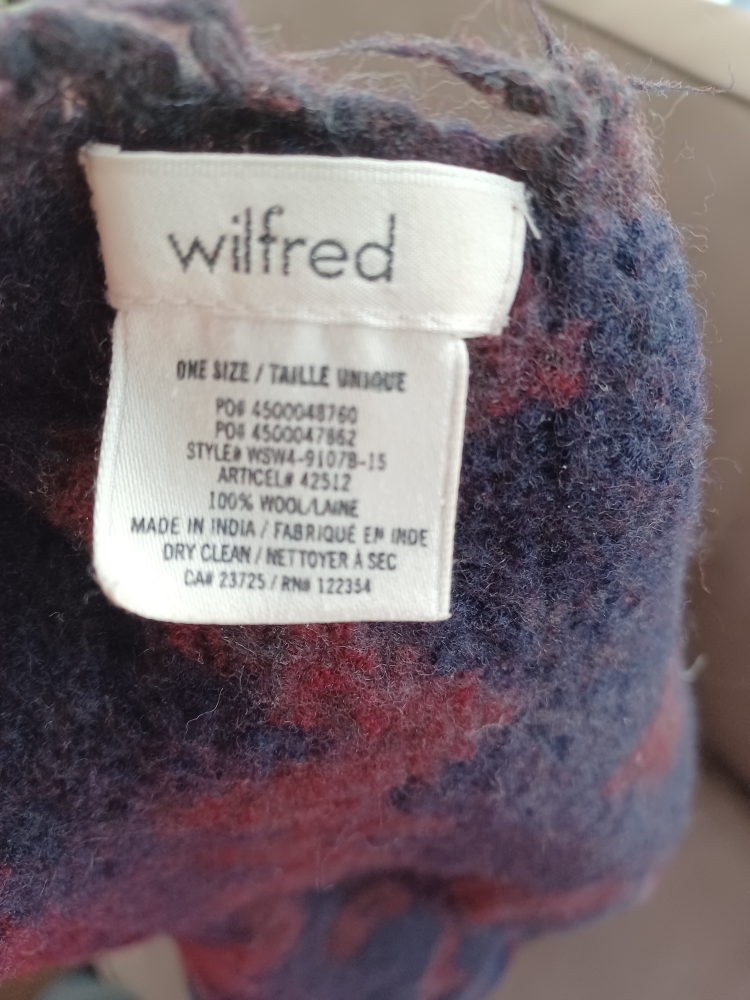 wilfred
ONE SIZE / TAILLE UNIQUE
PO# 4500048760
PO# 4500047862
STYLE# WSW4-9107B-15
ARTICEL# 42512
100% WOOL/LAINE
MADE IN INDIA / FABRIQUÉ EN INDE
DRY CLEAN / NETTOYER À SEC
CA# 23725 / RN# 122354